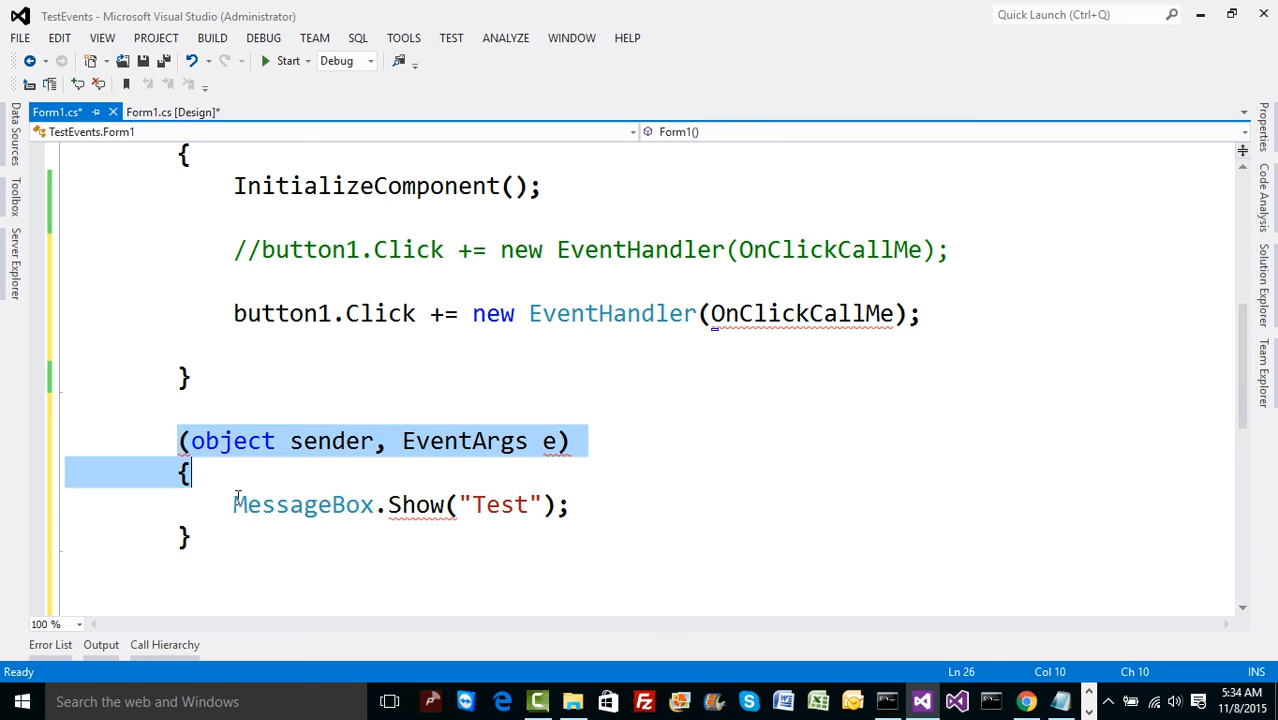 TestEvents - Microsoft Visual Studio (Administrator)
Quick Launch (Ctrl+Q)
FILE EDIT VIEW PROJECT BUILD DEBUG TEAM SQL TOOLS TEST ANALYZE WINDOW HELP
Start Debug
Form1.cs* Form1.cs [Design]*
TestEvents.Form1 Form1()
Data Sources
Toolbox
Server Explorer
{
InitializeComponent();
//button1.Click += new EventHandler(OnClickCallMe);
button1.Click += new EventHandler(OnClickCallMe);
}
(object sender, EventArgs e)
{
MessageBox.Show("Test");
}
Properties
Code Analysis
Solution Explorer
Team Explorer
100 %
Error List Output Call Hierarchy
Ready Ln 26 Col 10 Ch 10 INS
Search the web and Windows
5:34 AM
11/8/2015